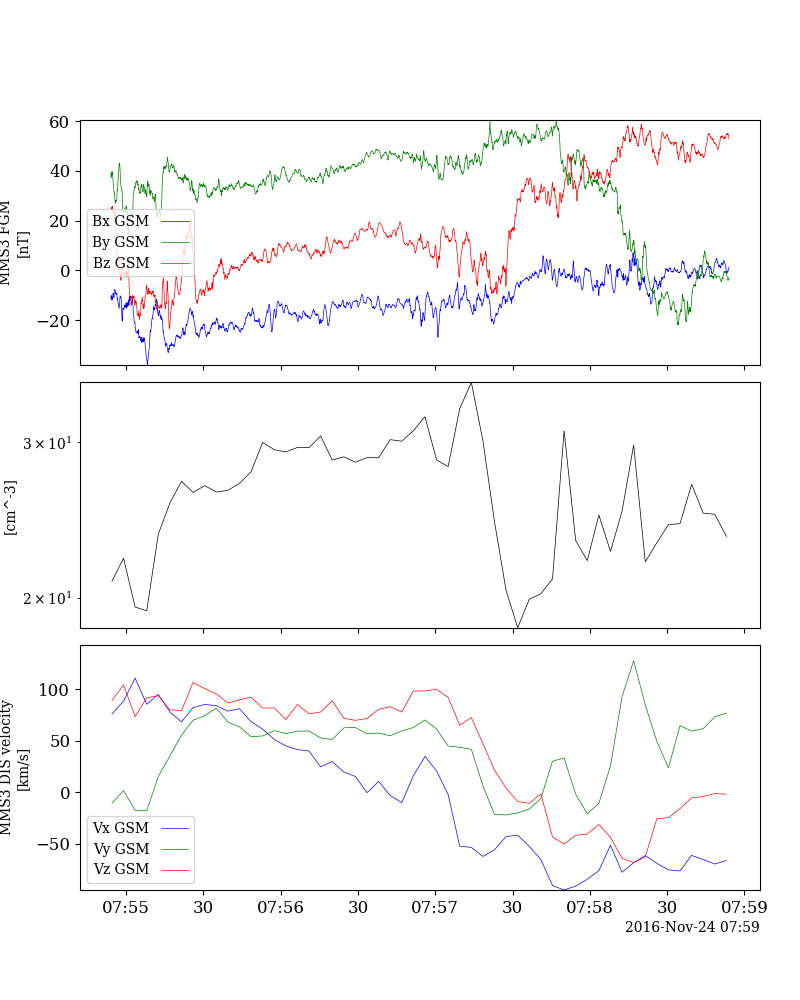 60
40
20
0
−20
MMS3 FGM
[nT]
Bx GSM
By GSM
Bz GSM
3 × 10¹
2 × 10¹
[cm^-3]
100
50
0
−50
MMS3 DIS velocity
[km/s]
Vx GSM
Vy GSM
Vz GSM
07:55 30 07:56 30 07:57 30 07:58 30 07:59
2016-Nov-24 07:59